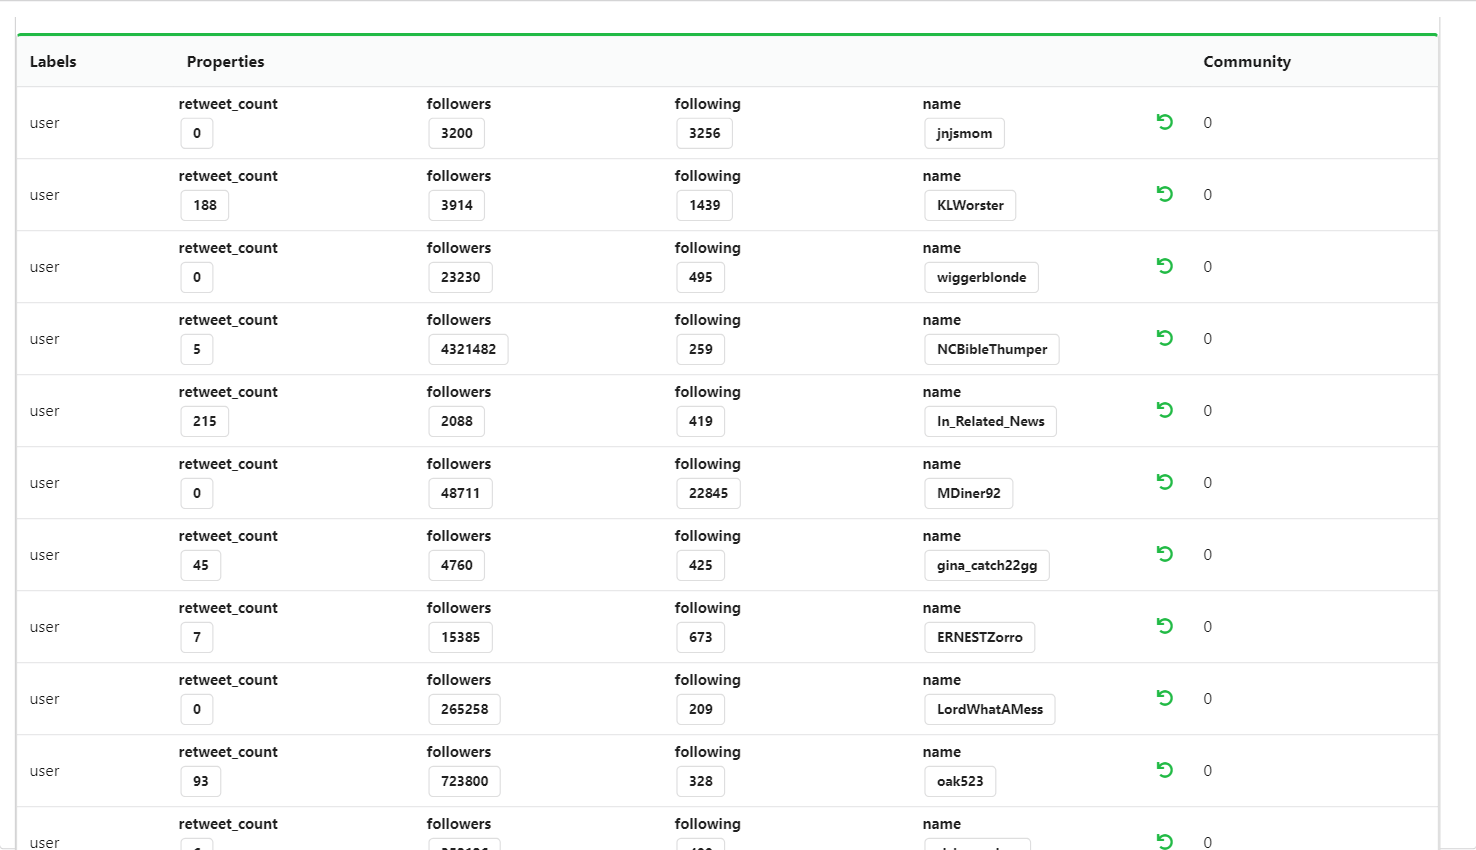 Labels Properties Community
retweet_count followers following name
user 0 3200 3256 jnjsmom 0
retweet_count followers following name
user 188 3914 1439 KLWorster 0
retweet_count followers following name
user 0 23230 495 wiggerblonde 0
retweet_count followers following name
user 5 4321482 259 NCBibleThumper 0
retweet_count followers following name
user 215 2088 419 In_Related_News 0
retweet_count followers following name
user 0 48711 22845 MDiner92 0
retweet_count followers following name
user 45 4760 425 gina_catch22gg 0
retweet_count followers following name
user 7 15385 673 ERNESTZorro 0
retweet_count followers following name
user 0 265258 209 LordWhatAMess 0
retweet_count followers following name
user 93 723800 328 oak523 0
retweet_count followers following name
user 0